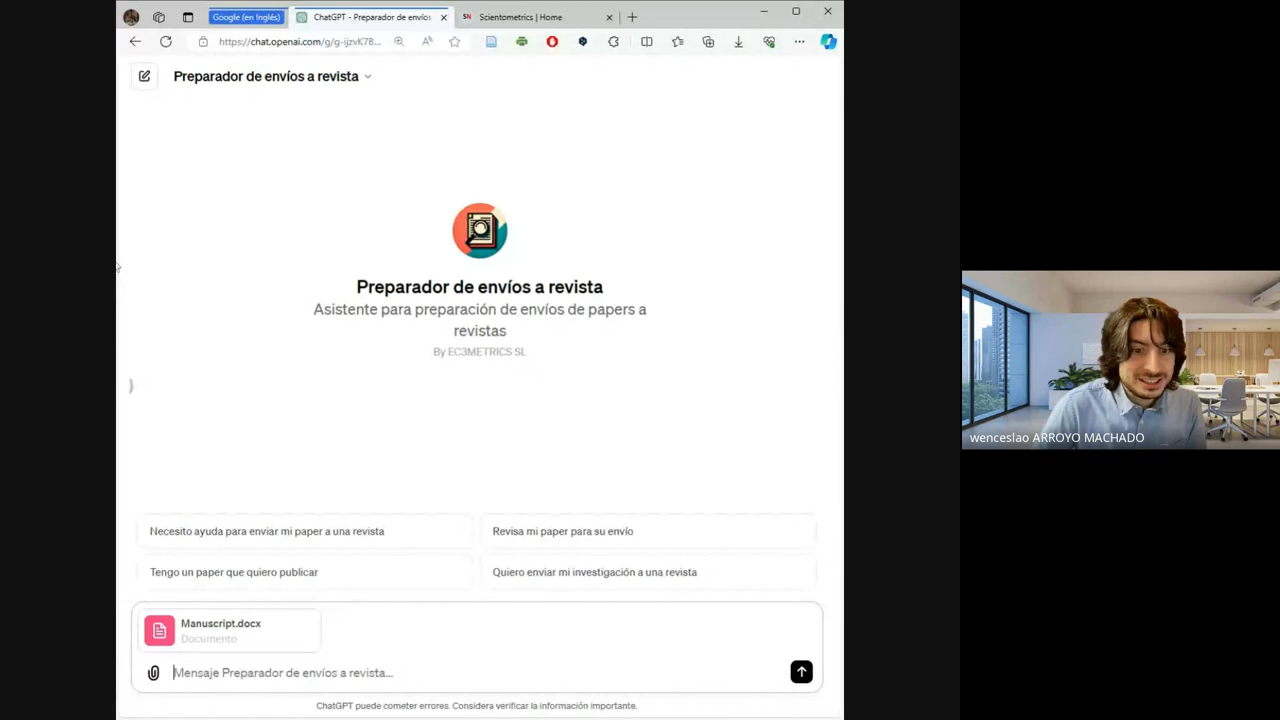 Google (en Inglés)
ChatGPT - Preparador de envíos
SN Scientometrics | Home
https://chat.openai.com/g/g-ijzvK7B...
Preparador de envíos a revista
Preparador de envíos a revista
Asistente para preparación de envíos de papers a
revistas
By EC3METRICS SL
Necesito ayuda para enviar mi paper a una revista
Revisa mi paper para su envío
Tengo un paper que quiero publicar
Quiero enviar mi investigación a una revista
Manuscript.docx
Documento
Mensaje Preparador de envíos a revista...
ChatGPT puede cometer errores. Considera verificar la información importante.
wenceslao ARROYO MACHADO